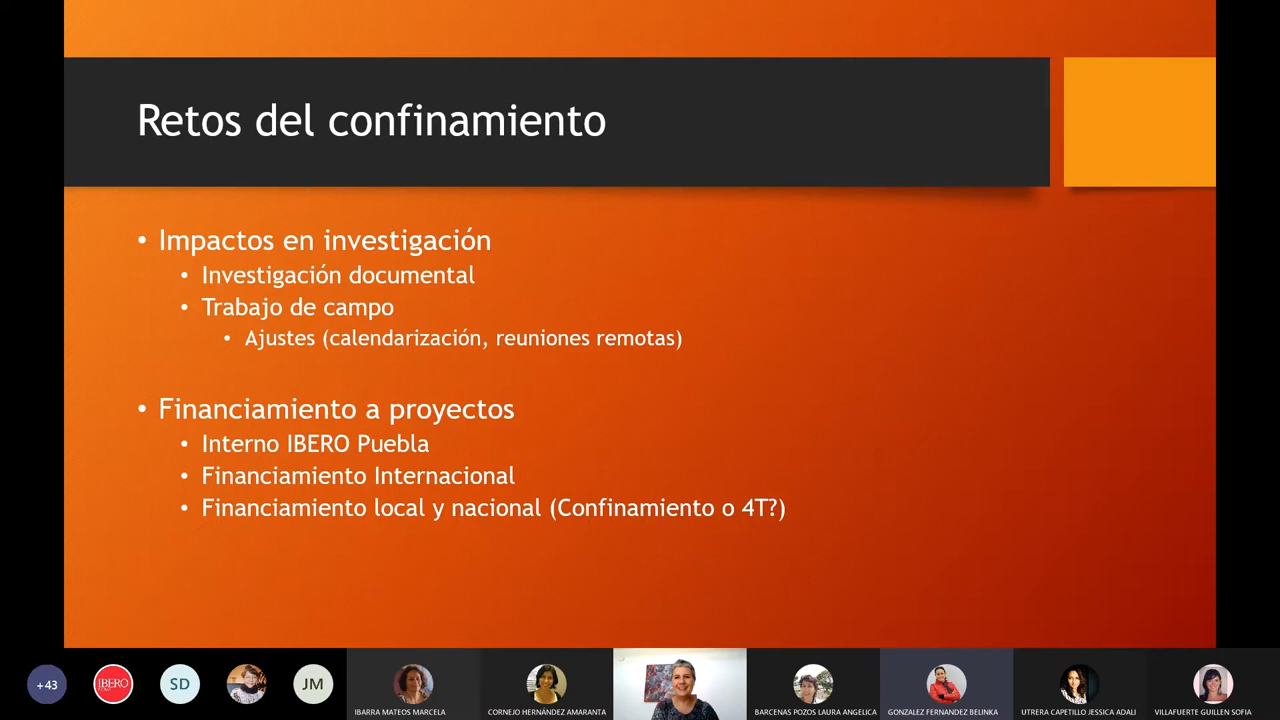 Retos del confinamiento
• Impactos en investigación
• Investigación documental
• Trabajo de campo
• Ajustes (calendarización, reuniones remotas)
• Financiamiento a proyectos
• Interno IBERO Puebla
• Financiamiento Internacional
• Financiamiento local y nacional (Confinamiento o 4T?)
+43
IBERO
SD
JM
IBARRA MATEOS MARCELA
CORNEJO HERNÁNDEZ AMARANTA
BARCENAS POZOS LAURA ANGELICA
GONZALEZ FERNANDEZ BELINKA
UTRERA CAPETILLO JESSICA ADALI
VILLAFUERTE GUILLEN SOFIA